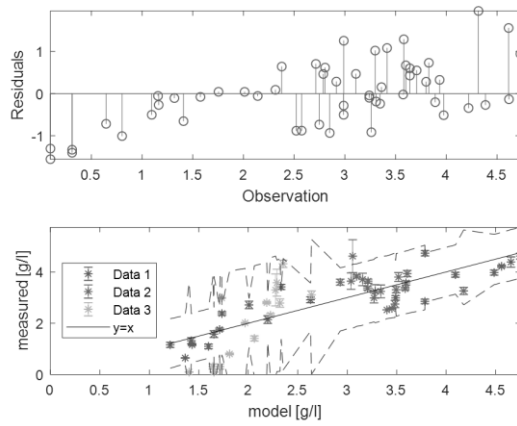 1
0
-1
Residuals
0 0.5 1 1.5 2 2.5 3 3.5 4 4.5
Observation
4
2
0
measured [g/l]
Data 1
Data 2
Data 3
y=x
0 0.5 1 1.5 2 2.5 3 3.5 4 4.5
model [g/l]